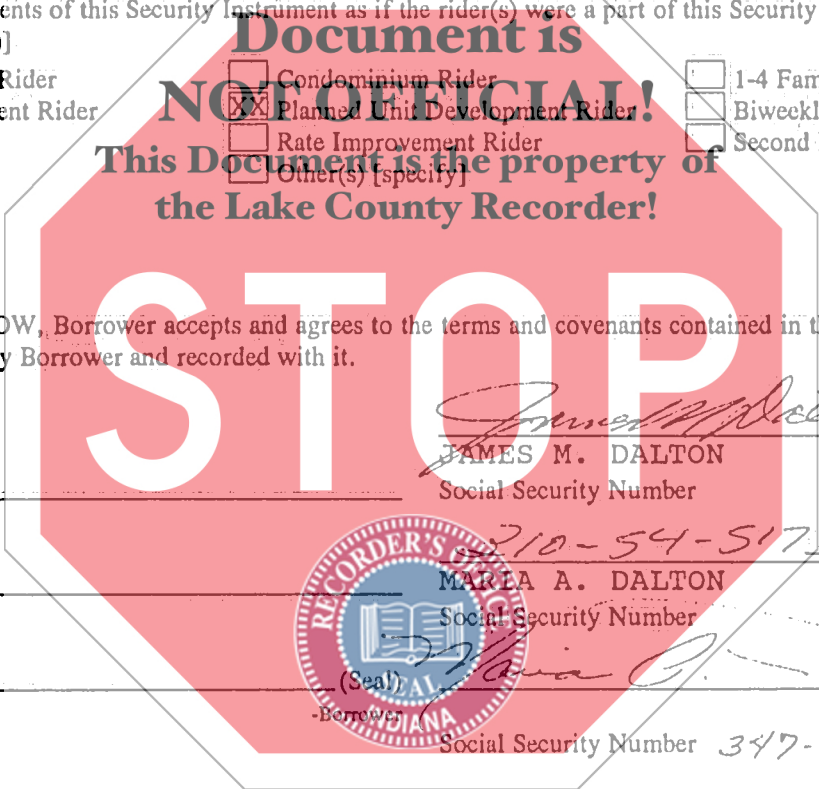 ents of this Security Instrument as if the rider(s) were a part of this Security
Document is
]
Rider Condominium Rider 1-4 Fam
NOT OFFICIAL!
ent Rider XX Planned Unit Development Rider Biweekl
Rate Improvement Rider Second
This Document is the property of
Other(s) [specify]
the Lake County Recorder!
STOP
OW, Borrower accepts and agrees to the terms and covenants contained in th
y Borrower and recorded with it.
JAMES M. DALTON
Social Security Number
RECORDER'S OFFICE
MARIA A. DALTON
Social Security Number
(Seal)
SEAL
-Borrower
INDIANA
Social Security Number 347-